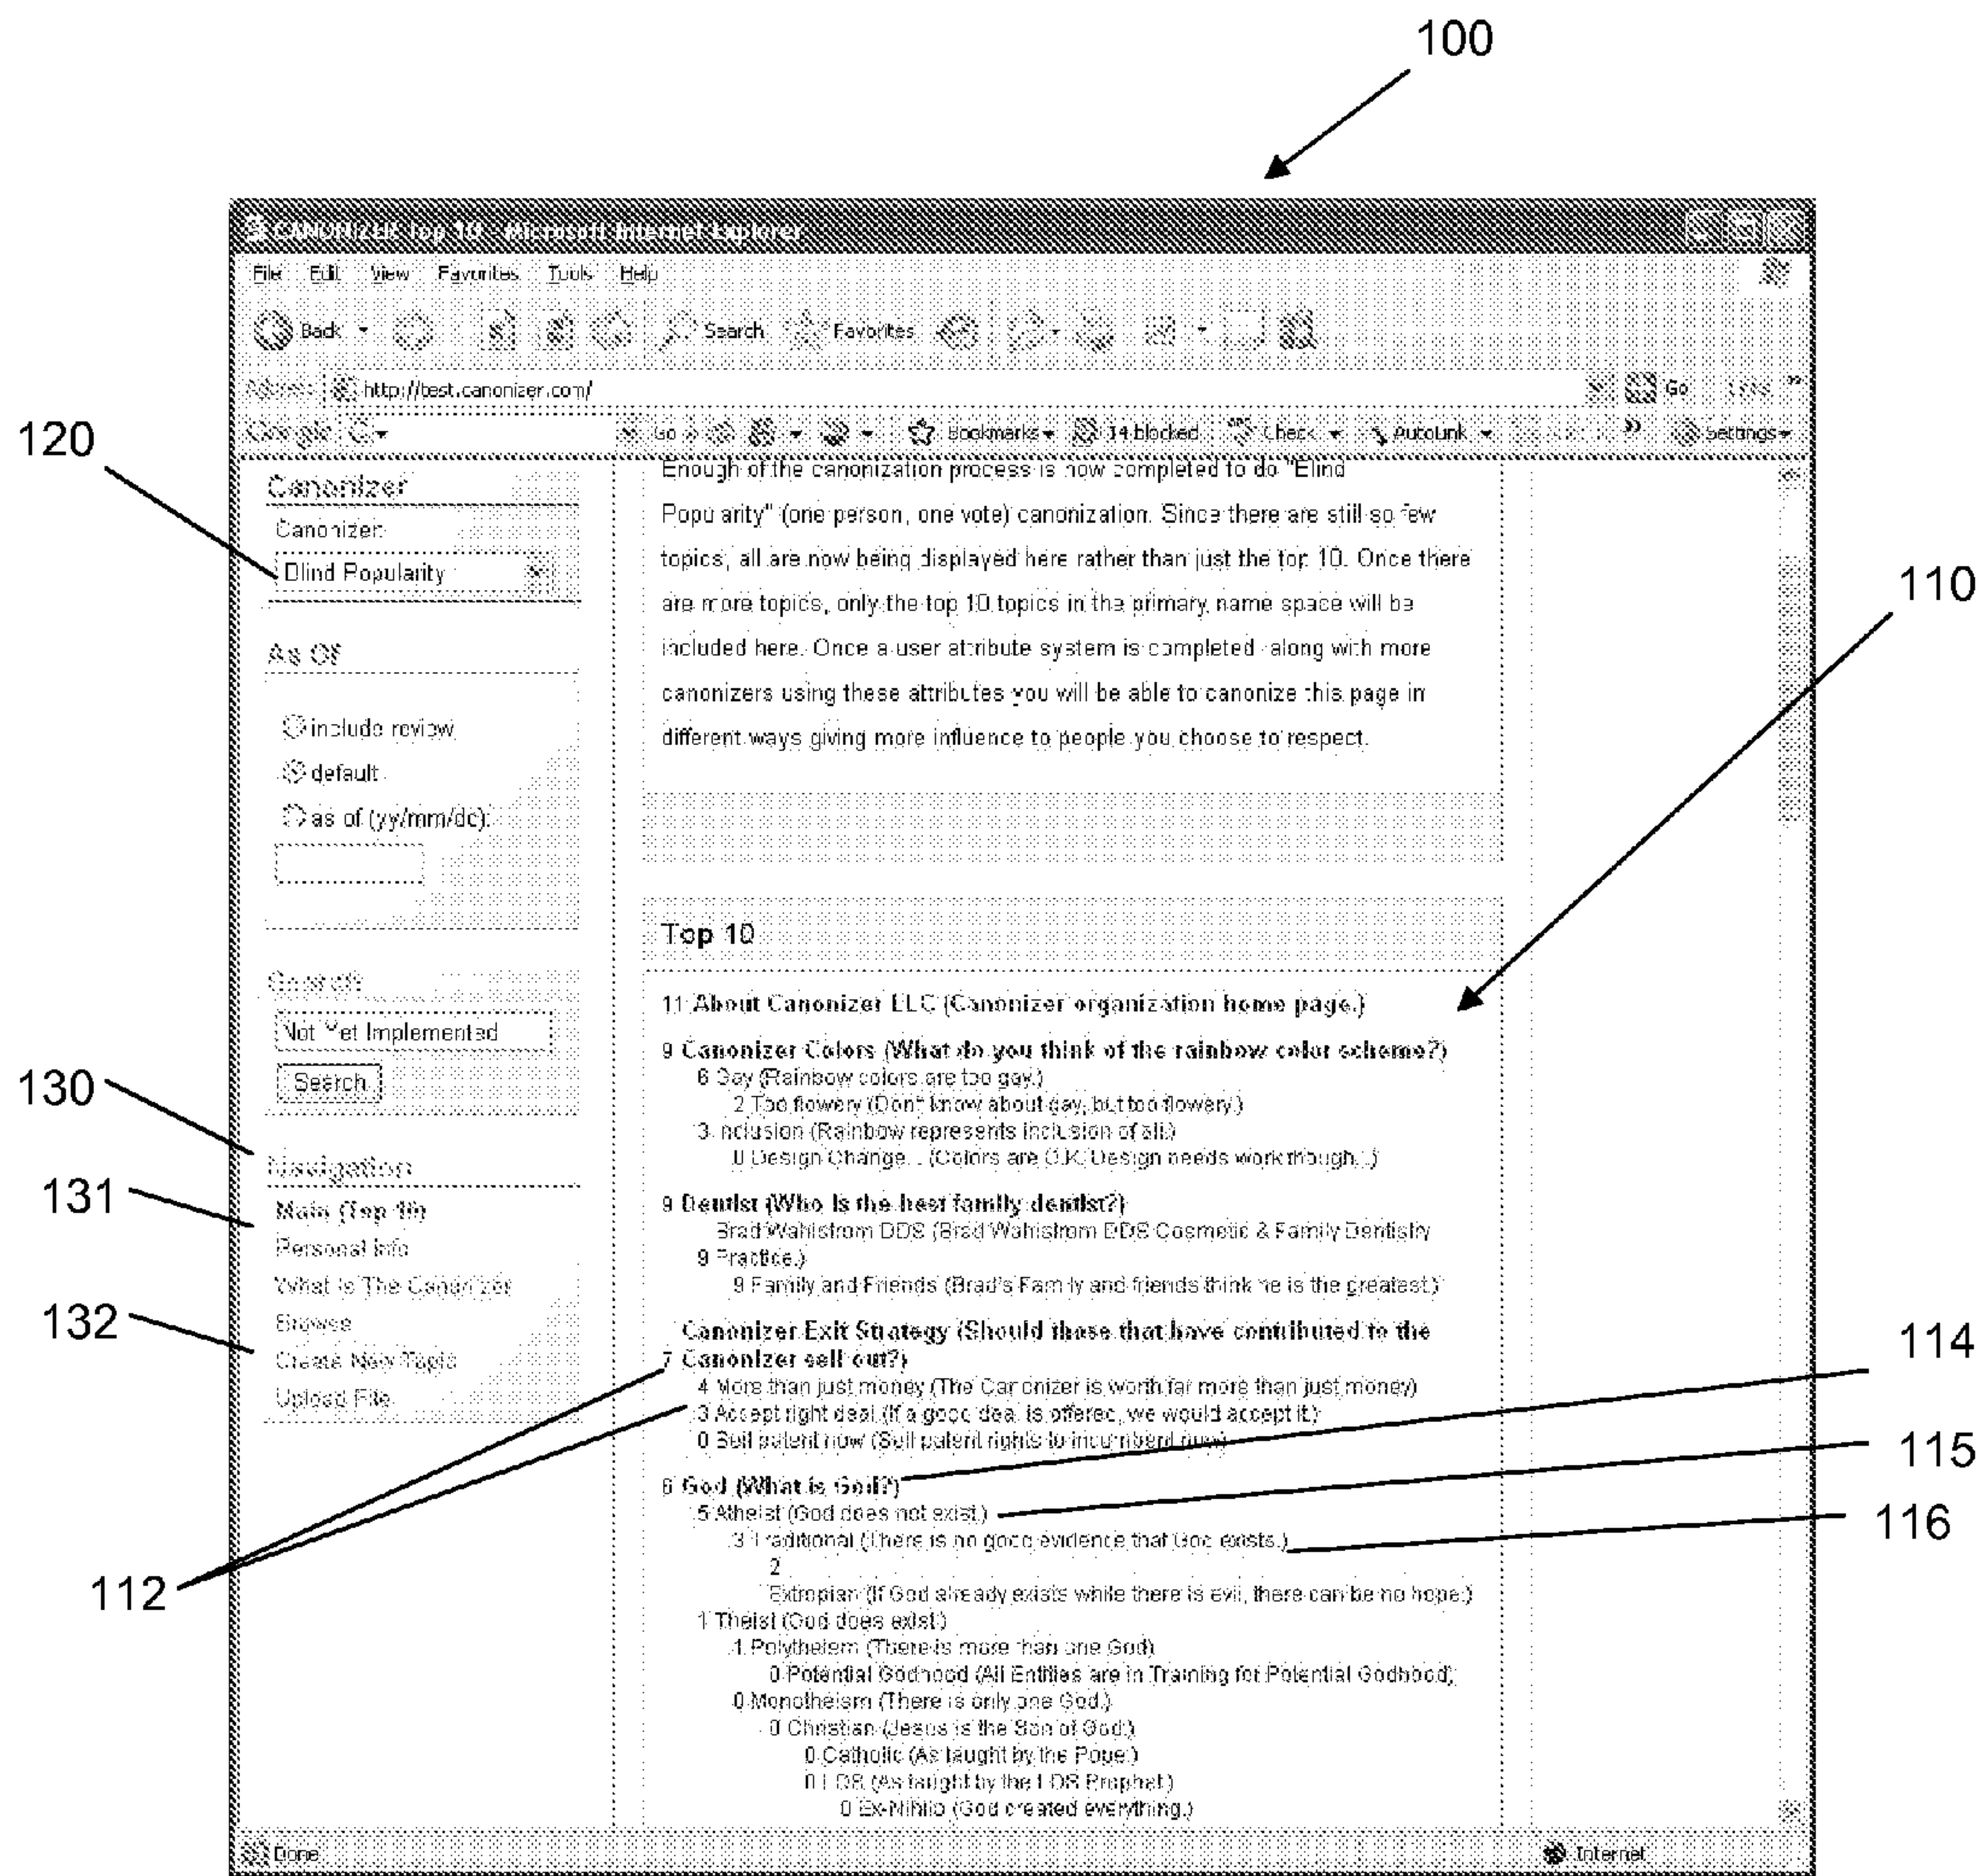 100
CANONIZER Top 10 - Microsoft Internet Explorer
File Edit View Favorites Tools Help
Back Search Favorites
Address http://test.canonizer.com/ Go
Google Go Bookmarks 14 blocked Check AutoLink Settings
120
Canonizer
Canonizer:
Blind Popularity
As Of
include review
default
as of (yy/mm/dd):
Search
Not Yet Implemented
Search
130
Navigation
131
Main (Top 10)
Personal Info
What Is The Canonizer
132
Browse
Create New Topic
Upload File
Enough of the canonization process is now completed to do "Blind
Popularity" (one person, one vote) canonization. Since there are still so few
topics, all are now being displayed here rather than just the top 10. Once there
are more topics, only the top 10 topics in the primary name space will be
included here. Once a user attribute system is completed along with more
canonizers using these attributes you will be able to canonize this page in
different ways giving more influence to people you choose to respect.
110
Top 10
11 About Canonizer LLC (Canonizer organization home page.)
9 Canonizer Colors (What do you think of the rainbow color scheme?)
6 Gay (Rainbow colors are too gay.)
2 Too flowery (Don't know about gay, but too flowery.)
3 Inclusion (Rainbow represents inclusion of all.)
0 Design Change... (Colors are O.K. Design needs work though...)
9 Dentist (Who is the best family dentist?)
Brad Wahlstrom DDS (Brad Wahlstrom DDS Cosmetic & Family Dentistry
9 Practice.)
9 Family and Friends (Brad's Family and friends think he is the greatest.)
Canonizer Exit Strategy (Should those that have contributed to the
7 Canonizer sell out?)
4 More than just money (The Canonizer is worth far more than just money)
3 Accept right deal (If a good deal is offered, we would accept it.)
0 Sell patent now (Sell patent rights to incumbent now)
112
114
6 God (What is God?)
115
5 Atheist (God does not exist.)
116
3 Traditional (There is no good evidence that God exists.)
2
Extropian (If God already exists while there is evil, there can be no hope.)
1 Theist (God does exist.)
1 Polytheism (There is more than one God)
0 Potential Godhood (All Entities are in Training for Potential Godhood)
0 Monotheism (There is only one God.)
0 Christian (Jesus is the Son of God.)
0 Catholic (As taught by the Pope.)
0 LDS (As taught by the LDS Prophet.)
0 Ex-Nihilo (God created everything.)
Done Internet